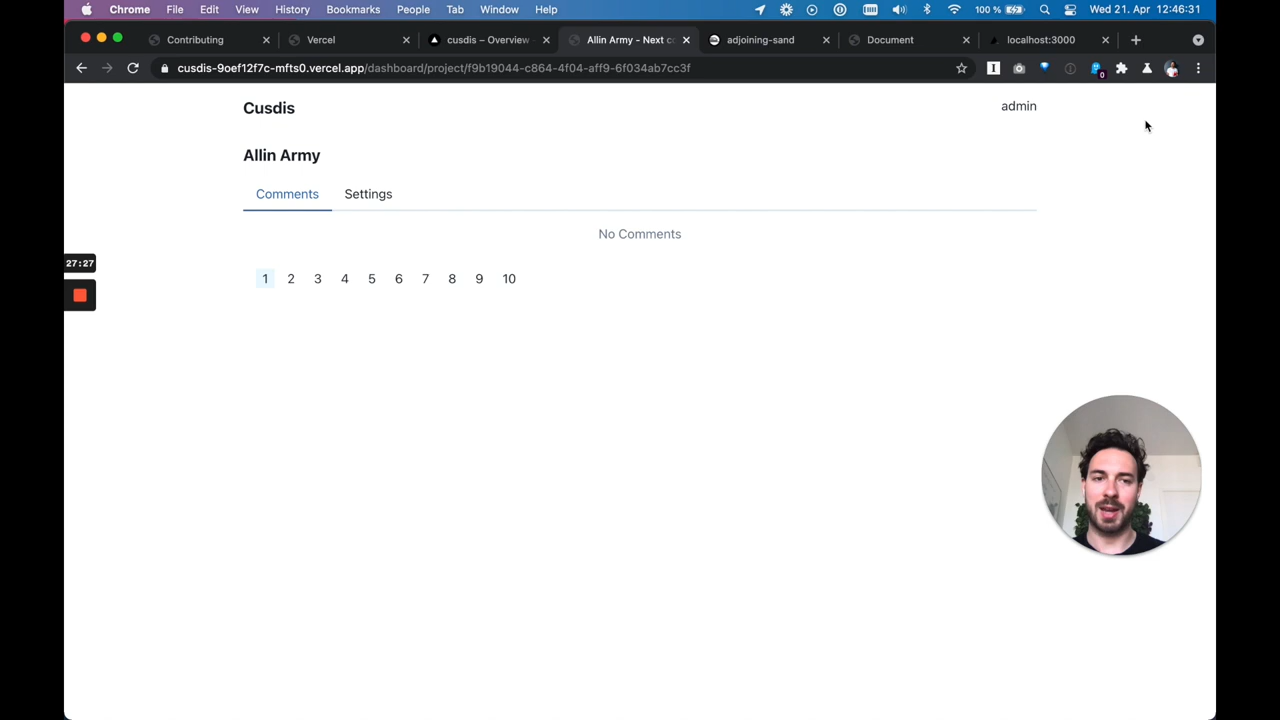 Chrome File Edit View History Bookmarks People Tab Window Help 100 % Wed 21. Apr 12:46:31
Contributing Vercel cusdis – Overview Allin Army - Next c adjoining-sand Document localhost:3000
cusdis-9oef12f7c-mfts0.vercel.app/dashboard/project/f9b19044-c864-4f04-aff9-6f034ab7cc3f
0
Cusdis admin
Allin Army
Comments Settings
No Comments
27:27
1 2 3 4 5 6 7 8 9 10